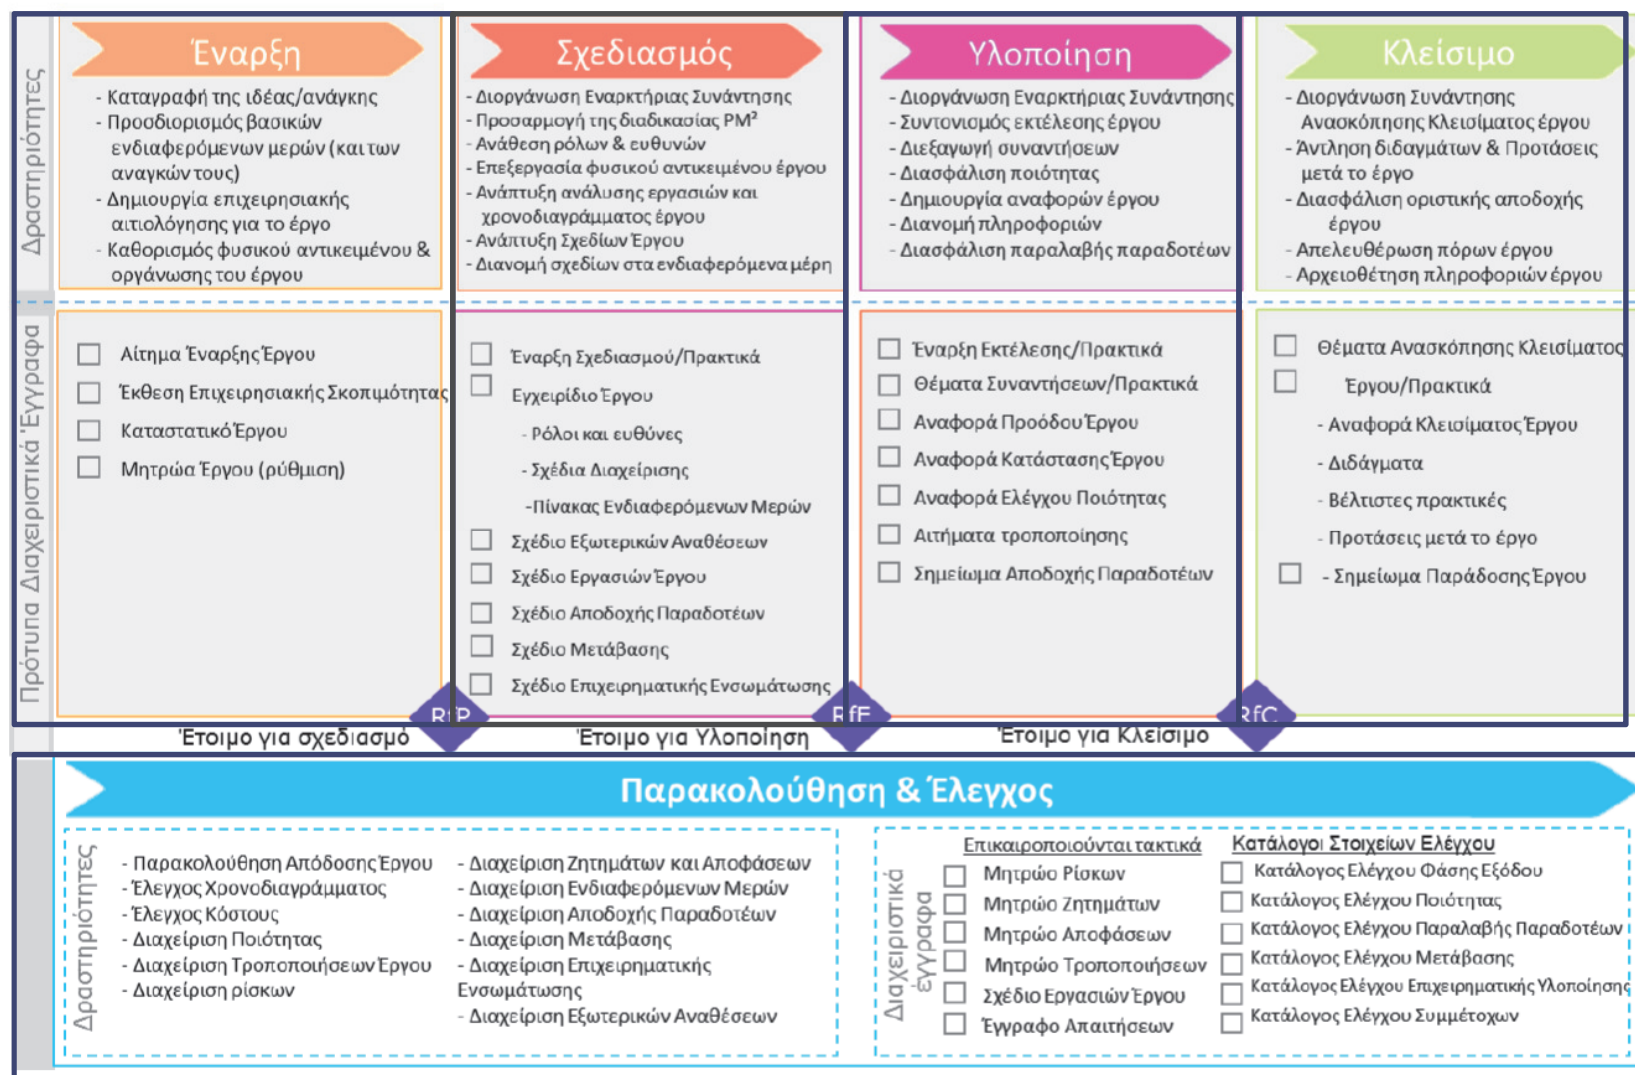 Έναρξη
Σχεδιασμός
Υλοποίηση
Κλείσιμο
Δραστηριότητες
- Καταγραφή της ιδέας/ανάγκης
- Προσδιορισμός βασικών
ενδιαφερόμενων μερών (και των
αναγκών τους)
- Δημιουργία επιχειρησιακής
αιτιολόγησης για το έργο
- Καθορισμός φυσικού αντικειμένου &
οργάνωσης του έργου
- Διοργάνωση Εναρκτήριας Συνάντησης
- Προσαρμογή της διαδικασίας PM²
- Ανάθεση ρόλων & ευθυνών
- Επεξεργασία φυσικού αντικειμένου έργου
- Ανάπτυξη ανάλυσης εργασιών και
χρονοδιαγράμματος έργου
- Ανάπτυξη Σχεδίων Έργου
- Διανομή σχεδίων στα ενδιαφερόμενα μέρη
- Διοργάνωση Εναρκτήριας Συνάντησης
- Συντονισμός εκτέλεσης έργου
- Διεξαγωγή συναντήσεων
- Διασφάλιση ποιότητας
- Δημιουργία αναφορών έργου
- Διανομή πληροφοριών
- Διασφάλιση παραλαβής παραδοτέων
- Διοργάνωση Συνάντησης
Ανασκόπησης Κλεισίματος έργου
- Άντληση διδαγμάτων & Προτάσεις
μετά το έργο
- Διασφάλιση οριστικής αποδοχής
έργου
- Απελευθέρωση πόρων έργου
- Αρχειοθέτηση πληροφοριών έργου
Πρότυπα Διαχειριστικά Έγγραφα
Αίτημα Έναρξης Έργου
Έκθεση Επιχειρησιακής Σκοπιμότητας
Καταστατικό Έργου
Μητρώα Έργου (ρύθμιση)
Έναρξη Σχεδιασμού/Πρακτικά
Εγχειρίδιο Έργου
- Ρόλοι και ευθύνες
- Σχέδια Διαχείρισης
-Πίνακας Ενδιαφερόμενων Μερών
Σχέδιο Εξωτερικών Αναθέσεων
Σχέδιο Εργασιών Έργου
Σχέδιο Αποδοχής Παραδοτέων
Σχέδιο Μετάβασης
Σχέδιο Επιχειρηματικής Ενσωμάτωσης
Έναρξη Εκτέλεσης/Πρακτικά
Θέματα Συναντήσεων/Πρακτικά
Αναφορά Προόδου Έργου
Αναφορά Κατάστασης Έργου
Αναφορά Ελέγχου Ποιότητας
Αιτήματα τροποποίησης
Σημείωμα Αποδοχής Παραδοτέων
Θέματα Ανασκόπησης Κλεισίματος
Έργου/Πρακτικά
- Αναφορά Κλεισίματος Έργου
- Διδάγματα
- Βέλτιστες πρακτικές
- Προτάσεις μετά το έργο
- Σημείωμα Παράδοσης Έργου
RfP
RfE
RfC
Έτοιμο για σχεδιασμό
Έτοιμο για Υλοποίηση
Έτοιμο για Κλείσιμο
Παρακολούθηση & Έλεγχος
Δραστηριότητες
- Παρακολούθηση Απόδοσης Έργου
- Έλεγχος Χρονοδιαγράμματος
- Έλεγχος Κόστους
- Διαχείριση Ποιότητας
- Διαχείριση Τροποποιήσεων Έργου
- Διαχείριση ρίσκων
- Διαχείριση Ζητημάτων και Αποφάσεων
- Διαχείριση Ενδιαφερόμενων Μερών
- Διαχείριση Αποδοχής Παραδοτέων
- Διαχείριση Μετάβασης
- Διαχείριση Επιχειρηματικής
Ενσωμάτωσης
- Διαχείριση Εξωτερικών Αναθέσεων
Διαχειριστικά
έγγραφα
Επικαιροποιούνται τακτικά
Μητρώο Ρίσκων
Μητρώο Ζητημάτων
Μητρώο Αποφάσεων
Μητρώο Τροποποιήσεων
Σχέδιο Εργασιών Έργου
Έγγραφο Απαιτήσεων
Κατάλογοι Στοιχείων Ελέγχου
Κατάλογος Ελέγχου Φάσης Εξόδου
Κατάλογος Ελέγχου Ποιότητας
Κατάλογος Ελέγχου Παραλαβής Παραδοτέων
Κατάλογος Ελέγχου Μετάβασης
Κατάλογος Ελέγχου Επιχειρηματικής Υλοποίησης
Κατάλογος Ελέγχου Συμμέτοχων